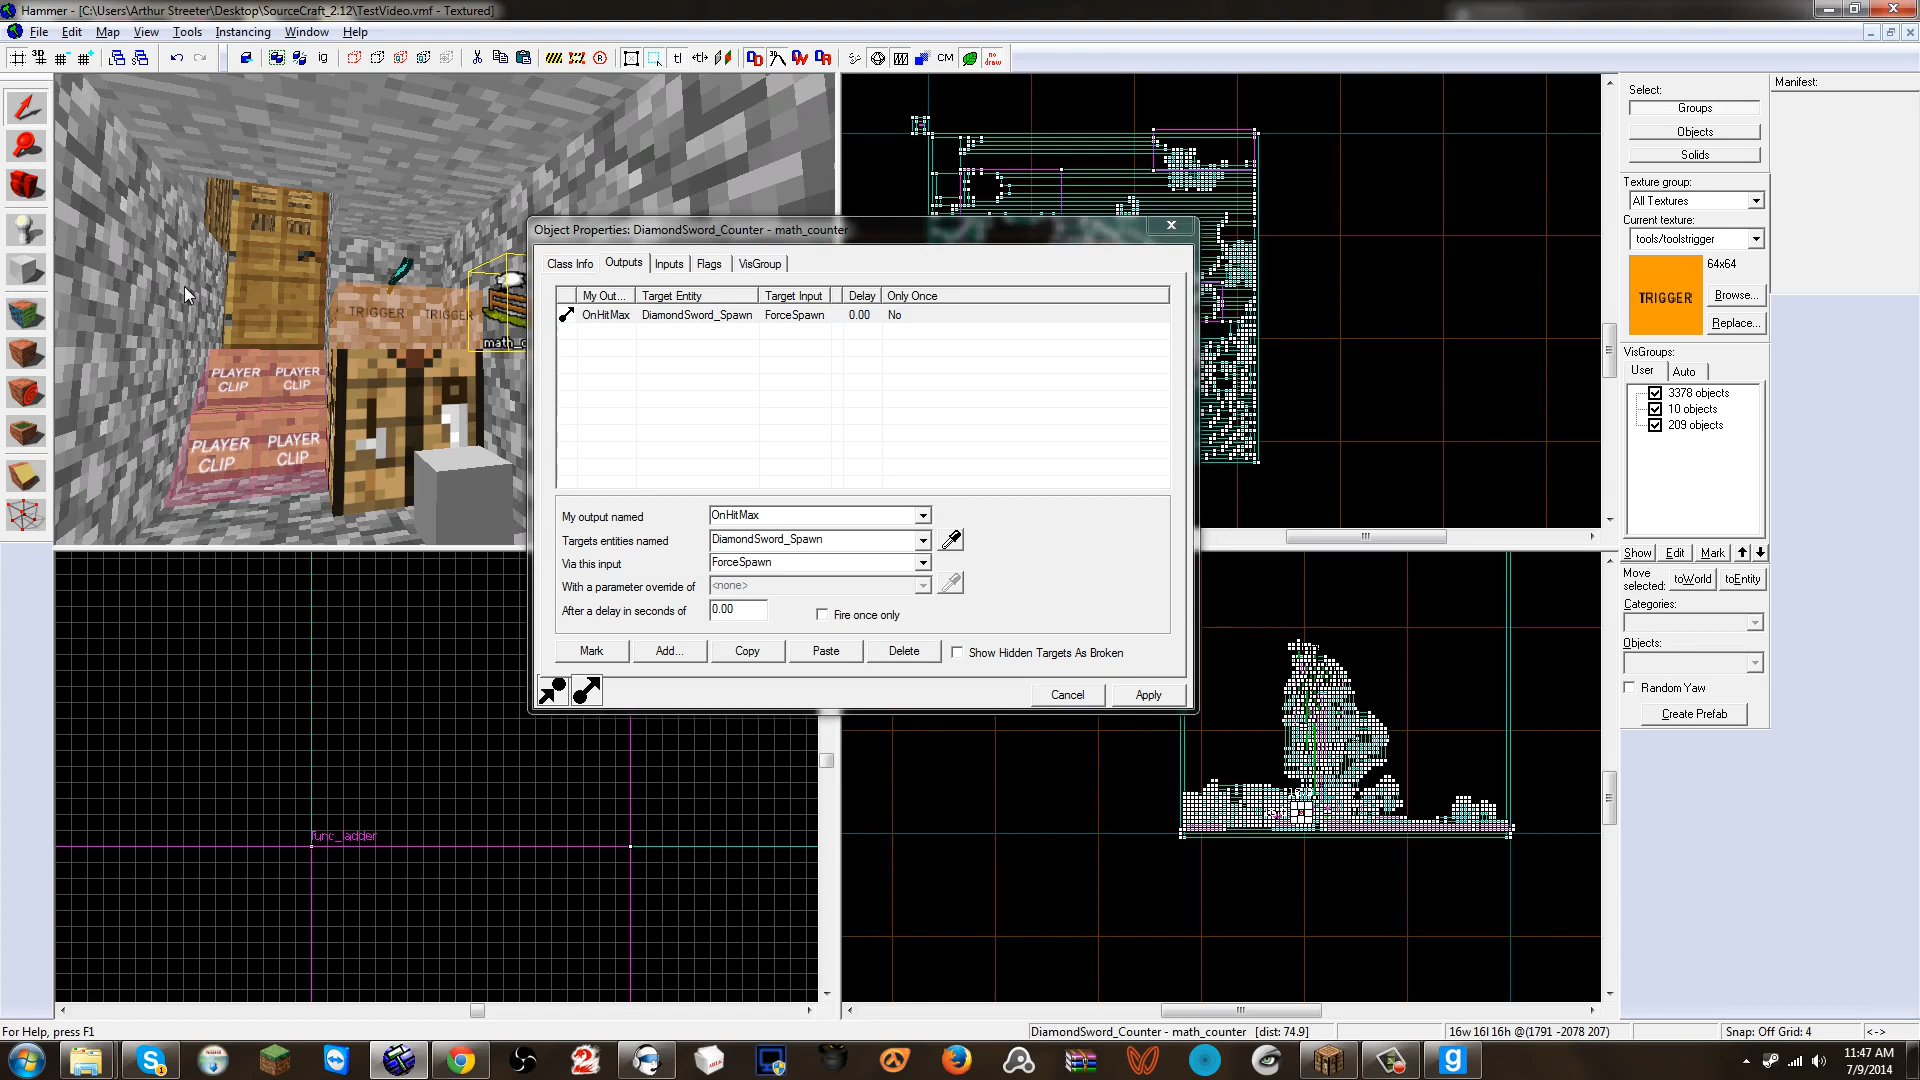 Hammer - [C:\Users\Arthur Streeter\Desktop\SourceCraft_2.12\TestVideo.vmf - Textured]
File Edit Map View Tools Instancing Window Help
3D
ig
tl
CM
no draw
Select:
Groups
Objects
Solids
Texture group:
All Textures
Current texture:
tools/toolstrigger
64x64
TRIGGER
Browse...
Replace...
VisGroups:
User Auto
3378 objects
10 objects
209 objects
Show Edit Mark
Move selected: toWorld toEntity
Categories:
Objects:
Random Yaw
Create Prefab
Manifest:
TRIGGER TRIGGER
PLAYER CLIP PLAYER CLIP
PLAYER CLIP PLAYER CLIP
math_c
Object Properties: DiamondSword_Counter - math_counter
X
Class Info Outputs Inputs Flags VisGroup
My Out... Target Entity Target Input Delay Only Once
OnHitMax DiamondSword_Spawn ForceSpawn 0.00 No
My output named OnHitMax
Targets entities named DiamondSword_Spawn
Via this input ForceSpawn
With a parameter override of <none>
After a delay in seconds of 0.00 Fire once only
Mark Add... Copy Paste Delete Show Hidden Targets As Broken
Cancel Apply
func_ladder
For Help, press F1
DiamondSword_Counter - math_counter [dist: 74.9]
16w 16l 16h @(1791 -2078 207)
Snap: Off Grid: 4
<->
11:47 AM
7/9/2014